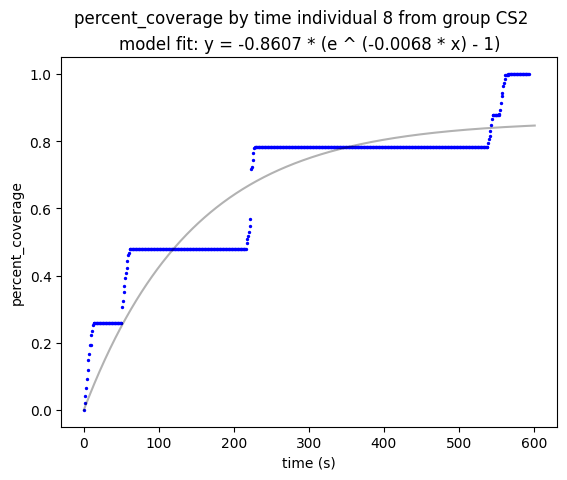 percent_coverage by time individual 8 from group CS2
model fit: y = -0.8607 * (e ^ (-0.0068 * x) - 1)
1.0
0.8
0.6
0.4
0.2
0.0
percent_coverage
0 100 200 300 400 500 600
time (s)